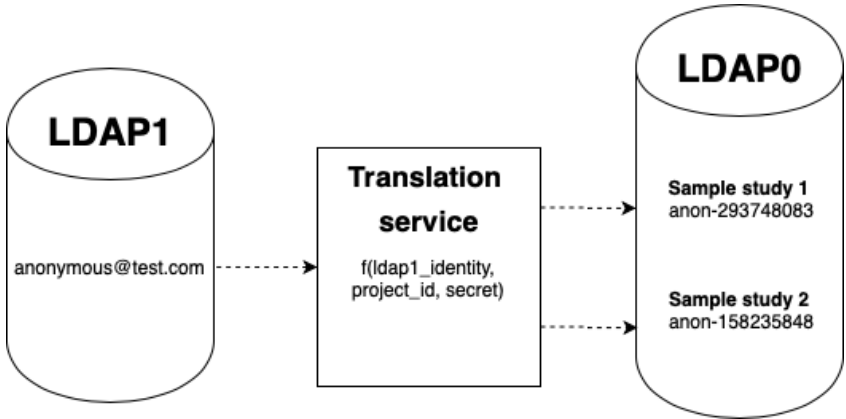 LDAP1
anonymous@test.com
Translation
service
f(ldap1_identity,
project_id, secret)
LDAP0
Sample study 1
anon-293748083
Sample study 2
anon-158235848